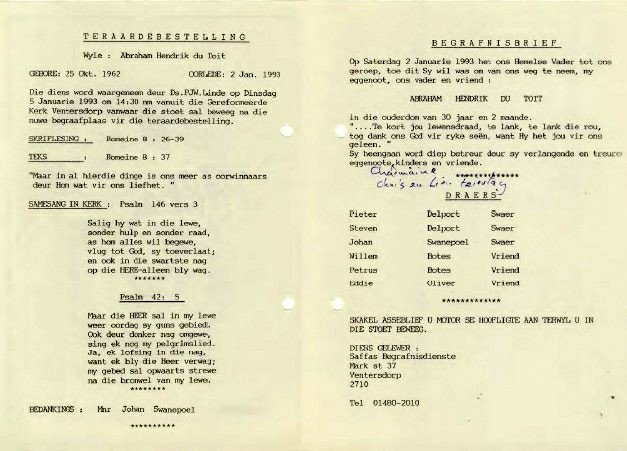 TERAARDEBESTELLING
Wyle : Abraham Hendrik du Toit
GEBORE: 25 Okt. 1962 OORLEDE: 2 Jan. 1993
Die diens word waargeneem deur Ds.PJW.Linde op Dinsdag
5 Januarie 1993 om 14:30 nm vanuit die Gereformeerde
Kerk Ventersdorp vanwaar die stoet sal beweeg na die
nuwe begraafplaas vir die teraardebestelling.
SKRIFLESING : Romeine 8 : 26-39
TEKS : Romeine 8 : 37
"Maar in al hierdie dinge is ons meer as oorwinnaars
deur Hom wat vir ons liefhet. "
SAMESANG IN KERK : Psalm 146 vers 3
Salig hy wat in die lewe,
sonder hulp en sonder raad,
as hom alles wil begewe,
vlug tot God, sy toeverlaat;
en ook in die swartste nag
op die HERE alleen bly wag.
*******
Psalm 42: 5
Maar die HEER sal in my lewe
weer oordag sy guns gebied.
Ook deur donker nag omgewe,
sing ek nog my pelgrimslied.
Ja, ek lofsing in die nag,
want ek bly die Heer verwag;
my gebed sal opwaarts strewe
na die bronwel van my lewe.
********
BEDANKINGS : Mnr Johan Swanepoel
**********
BEGRAFNISBRIEF
Op Saterdag 2 Januarie 1993 het ons Hemelse Vader tot ons
geroep, toe dit Sy wil was om van ons weg te neem, my
eggenoot, ons vader en vriend :
ABRAHAM HENDRIK DU TOIT
in die ouderdom van 30 jaar en 2 maande.
"....Te kort jou lewensdraad, te lank, te lank die rou,
tog dank ons God vir ryke seën, want Hy het jou vir ons
geleen. "
Sy heengaan word diep betreur deur sy verlangende en treure
eggenoote,kinders en vriende.
Charmaine
**************
Chris en
DRAERS
Pieter Delport Swaer
Steven Delport Swaer
Johan Swanepoel Swaer
Willem Botes Vriend
Petrus Botes Vriend
Eddie Oliver Vriend
*************
SKAKEL ASSEBLIEF U MOTOR SE HOOFLIGTE AAN TERWYL U IN
DIE STOET BEWEEG.
DIENS GELEWER :
Saffas Begrafnisdienste
Mark st 37
Ventersdorp
2710
Tel 01480-2010